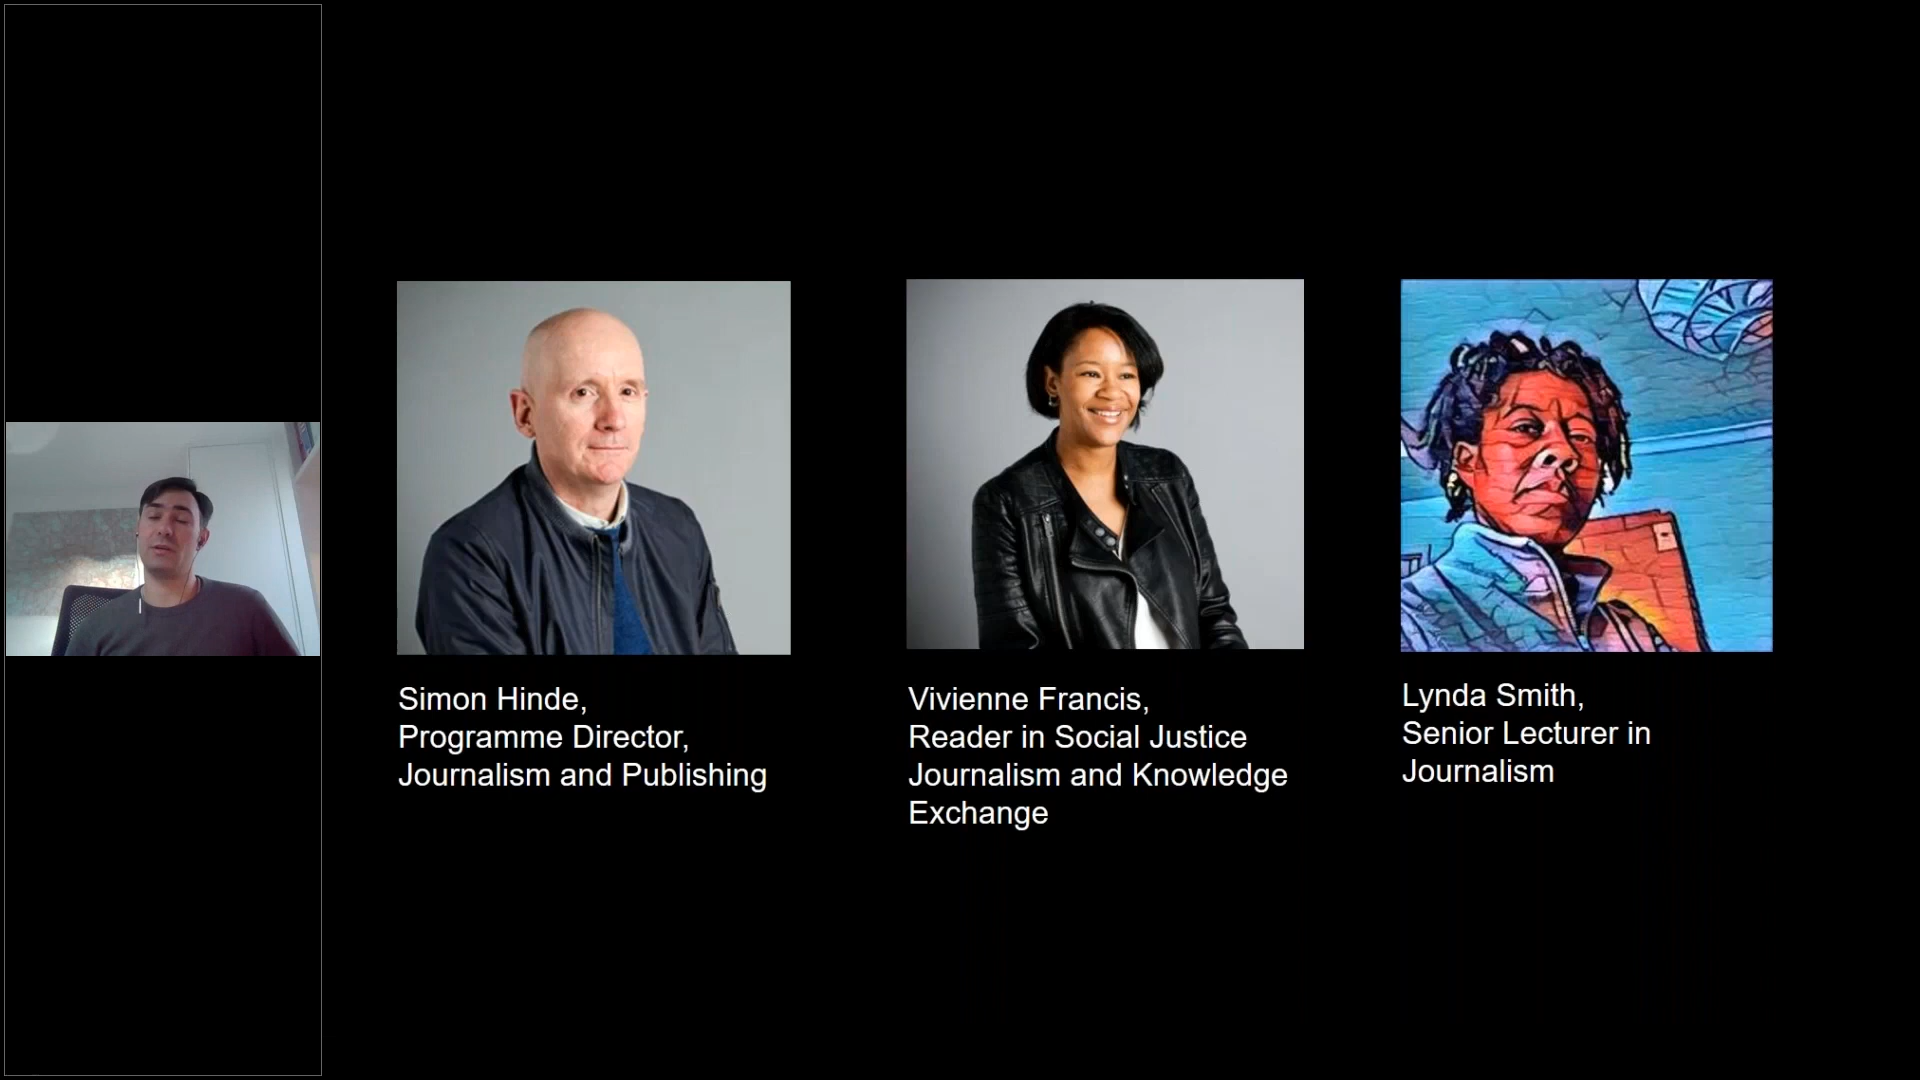 Simon Hinde,
Programme Director,
Journalism and Publishing
Vivienne Francis,
Reader in Social Justice
Journalism and Knowledge
Exchange
Lynda Smith,
Senior Lecturer in
Journalism